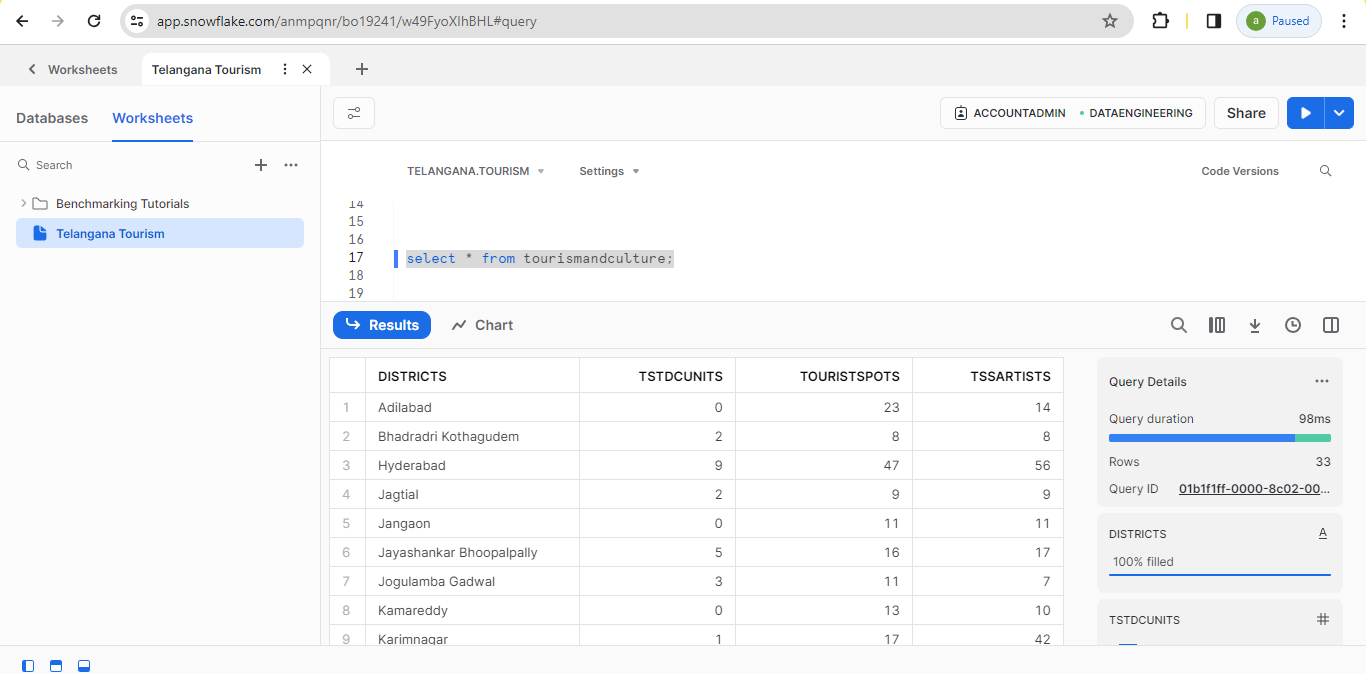 app.snowflake.com/anmpqnr/bo19241/w49FyoXIhBHL#query
a Paused
Worksheets
Telangana Tourism
Databases Worksheets
ACCOUNTADMIN DATAENGINEERING
Share
Search
TELANGANA.TOURISM Settings Code Versions
Benchmarking Tutorials
Telangana Tourism
14
15
16
17 select * from tourismandculture;
18
19
Results Chart
DISTRICTS TSTDCUNITS TOURISTSPOTS TSSARTISTS
1 Adilabad 0 23 14
2 Bhadradri Kothagudem 2 8 8
3 Hyderabad 9 47 56
4 Jagtial 2 9 9
5 Jangaon 0 11 11
6 Jayashankar Bhoopalpally 5 16 17
7 Jogulamba Gadwal 3 11 7
8 Kamareddy 0 13 10
9 Karimnagar 1 17 42
Query Details
Query duration 98ms
Rows 33
Query ID 01b1f1ff-0000-8c02-00...
DISTRICTS A
100% filled
TSTDCUNITS #